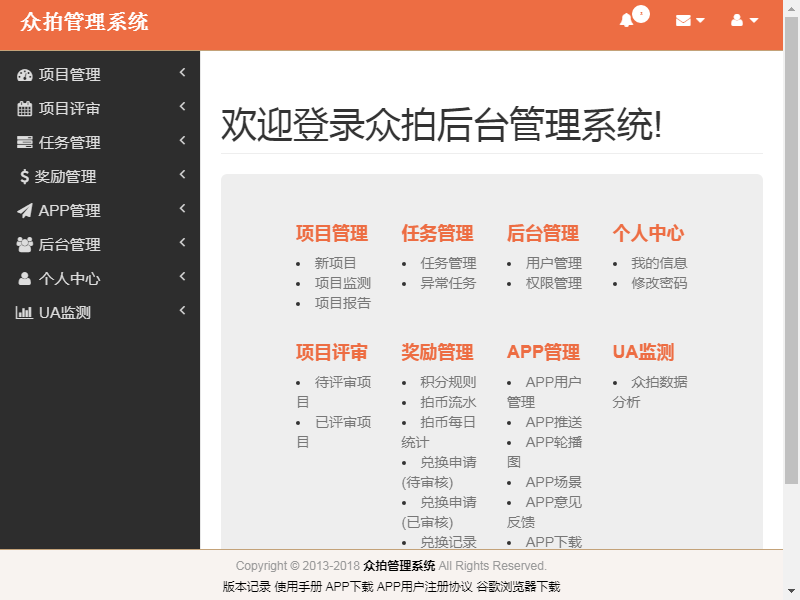 众拍管理系统
项目管理
项目评审
任务管理
奖励管理
APP管理
后台管理
个人中心
UA监测
欢迎登录众拍后台管理系统!
项目管理
新项目
项目监测
项目报告
任务管理
任务管理
异常任务
后台管理
用户管理
权限管理
个人中心
我的信息
修改密码
项目评审
待评审项
目
已评审项
目
奖励管理
积分规则
拍币流水
拍币每日
统计
兑换申请
(待审核)
兑换申请
(已审核)
兑换记录
APP管理
APP用户
管理
APP推送
APP轮播
图
APP场景
APP意见
反馈
APP下载
UA监测
众拍数据
分析
Copyright © 2013-2018 众拍管理系统 All Rights Reserved.
版本记录 使用手册 APP下载 APP用户注册协议 谷歌浏览器下载